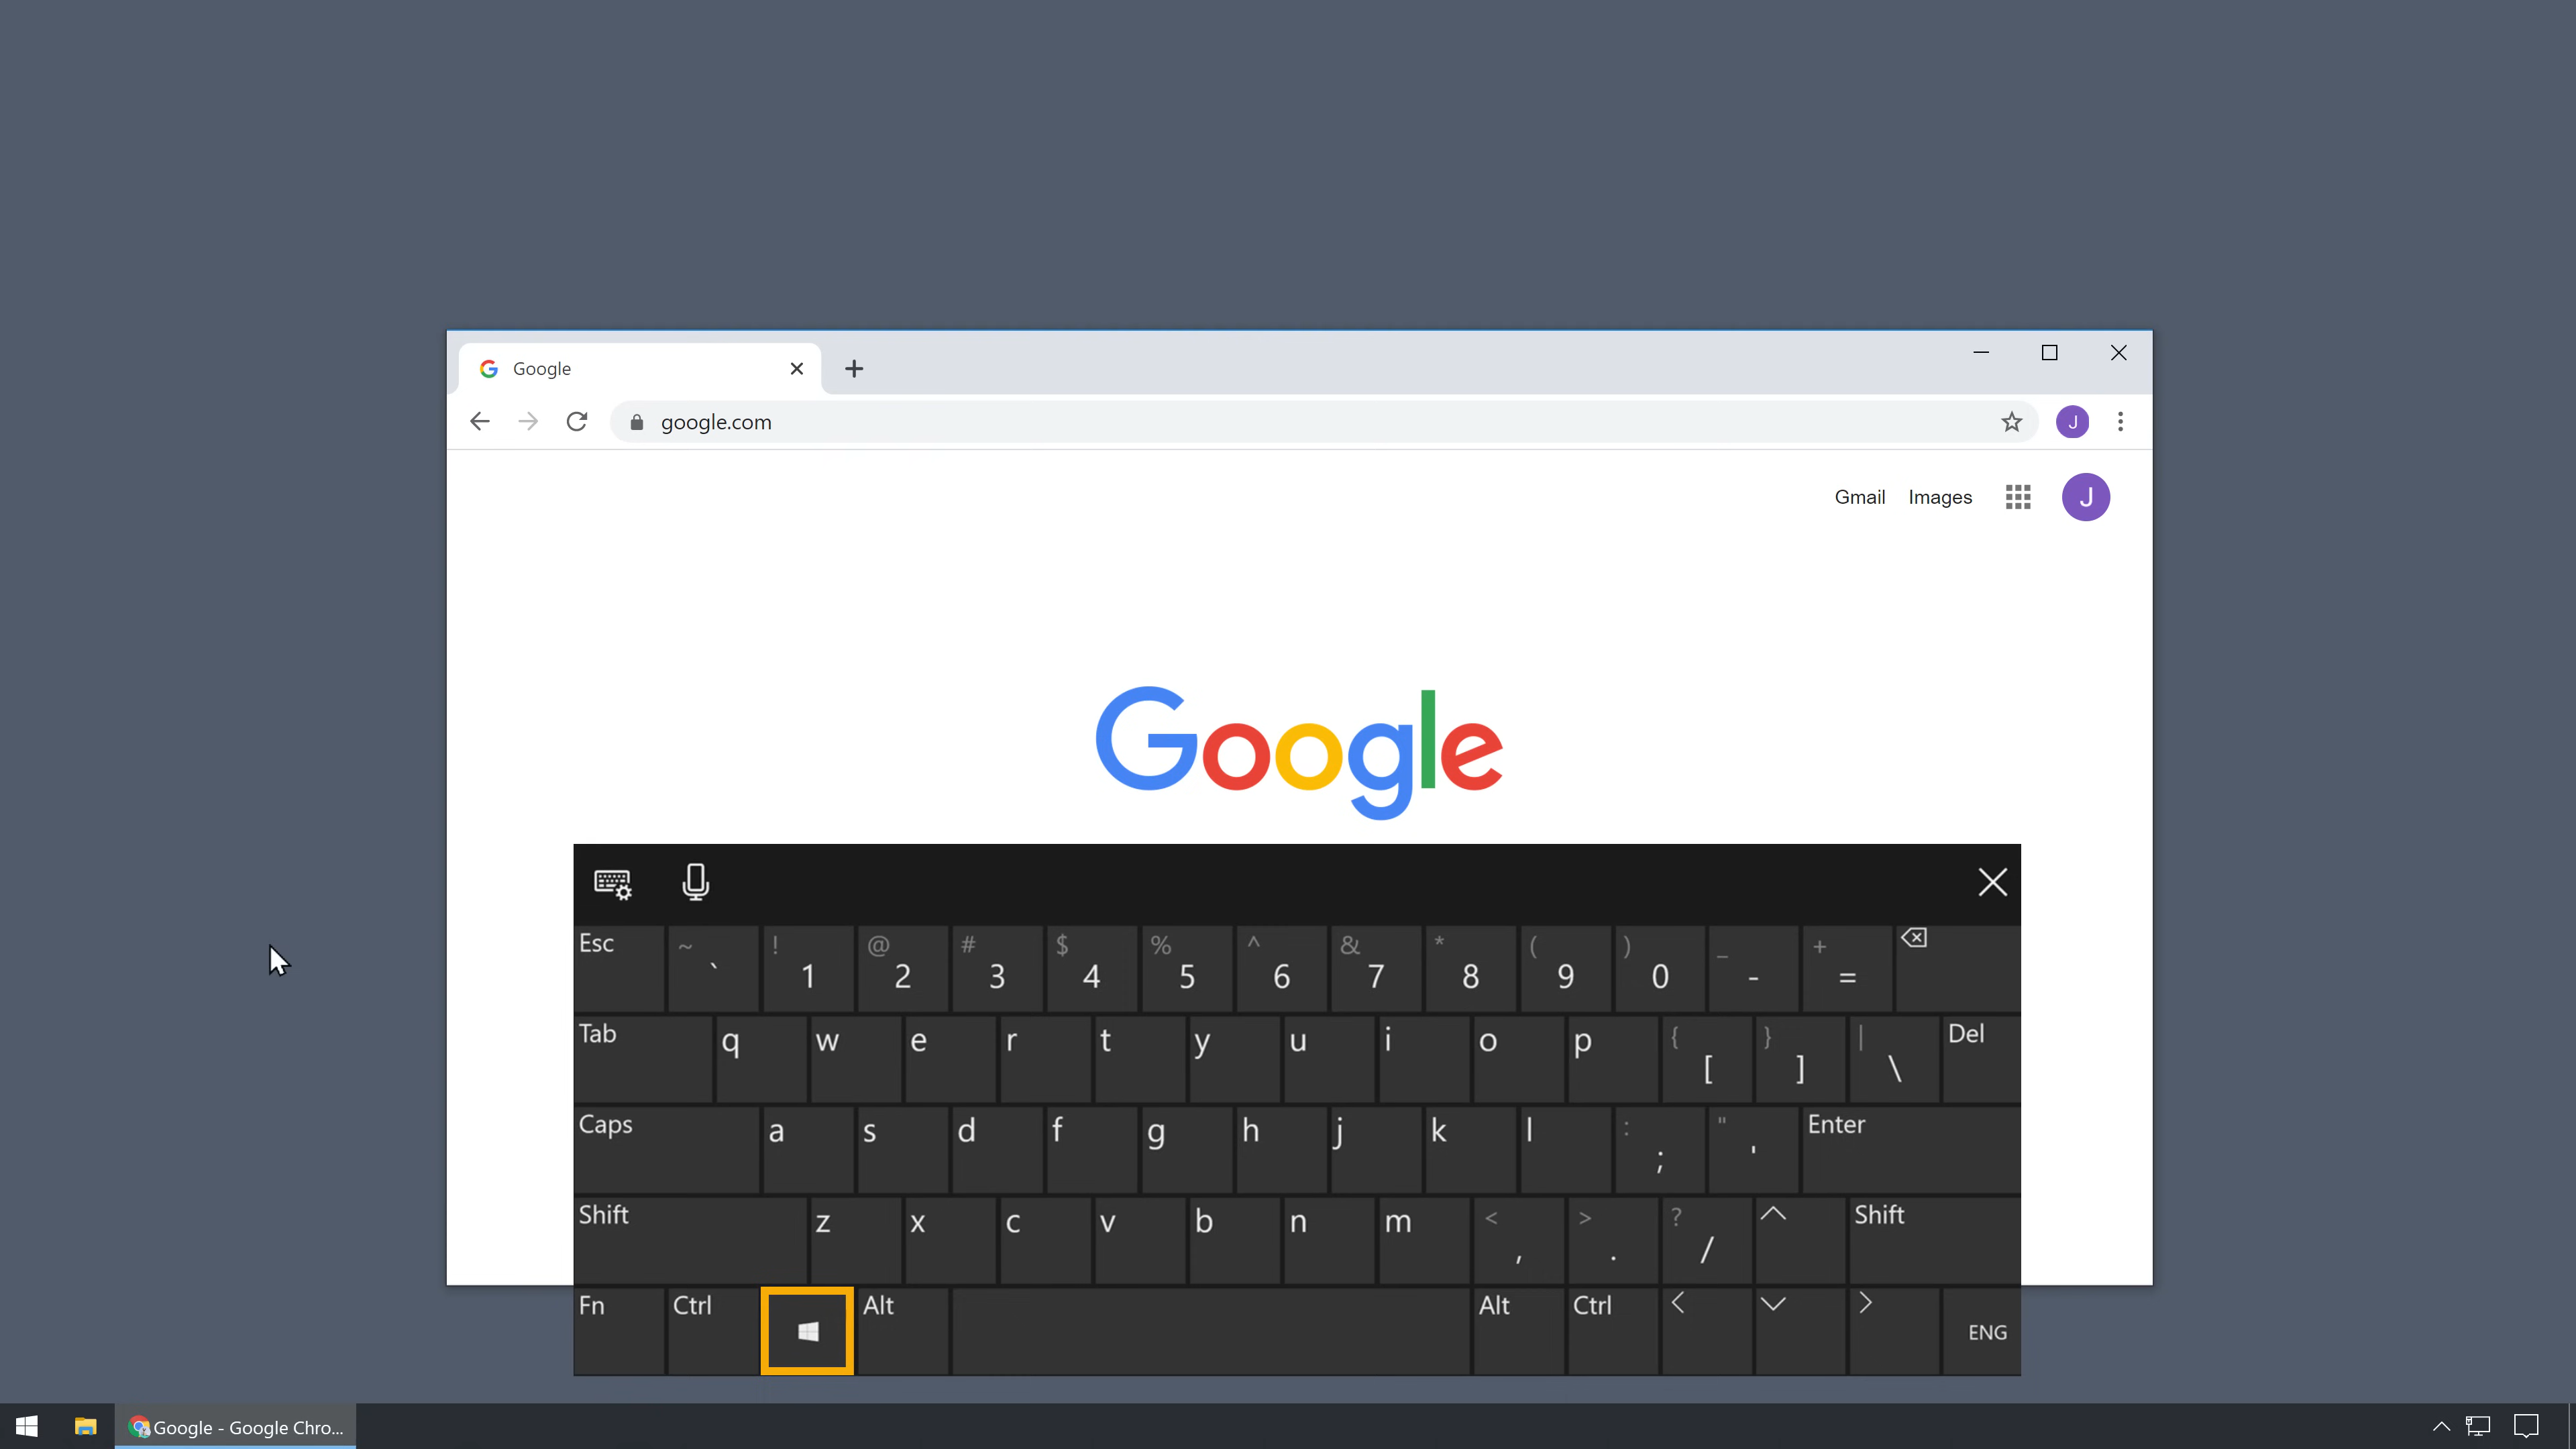 Google
google.com
J
Gmail Images
J
Google
Esc ~ ` ! 1 @ 2 # 3 $ 4 % 5 ^ 6 & 7 * 8 ( 9 ) 0 _ - + =
Tab q w e r t y u i o p { [ } ] | \ Del
Caps a s d f g h j k l : ; " ' Enter
Shift z x c v b n m < , > . ? / Shift
Fn Ctrl Alt Alt Ctrl ENG
Google - Google Chro...